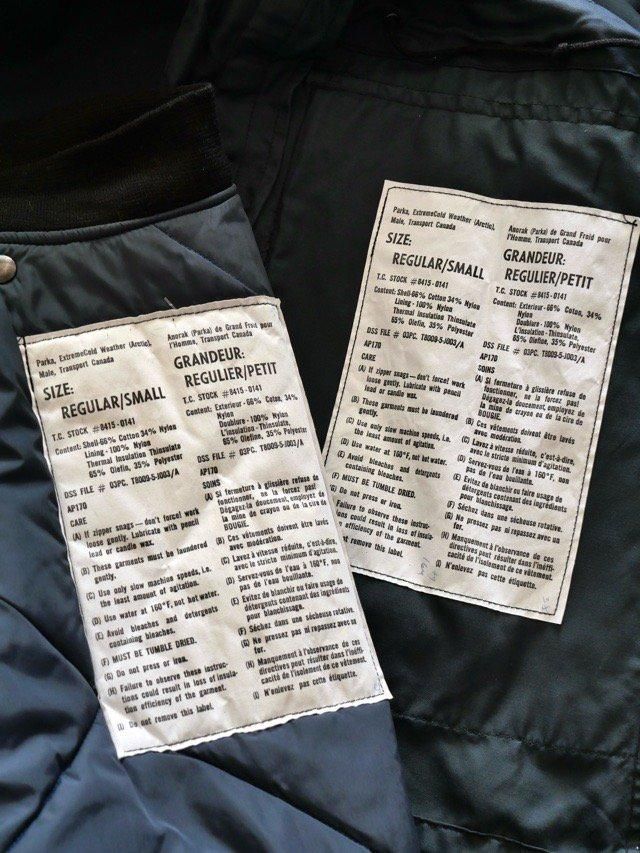 Parka, ExtremeCold Weather (Arctic),
Male, Transport Canada
SIZE:
REGULAR/SMALL
T.C. STOCK #8415-0141
Content: Shell-66% Cotton 34% Nylon
Lining - 100% Nylon
Thermal Insulation Thinsulate
65% Olefin, 35% Polyester
DSS FILE # 03PC. T8009-5-J003/A
AP170
CARE
(A) If zipper snags — don't force! work
loose gently. Lubricate with pencil
lead or candle wax.
(B) These garments must be laundered
gently.
(C) Use only slow machine speeds, i.e.
the least amount of agitation.
(D) Use water at 160°F, not hot water.
(E) Avoid bleaches and detergents
containing bleaches.
(F) MUST BE TUMBLE DRIED.
(G) Do not press or iron.
(H) Failure to observe these instruc-
tions could result in loss of insula-
tion efficiency of the garment.
(I) Do not remove this label.
Anorak (Parka) de Grand Froid pour
l'Homme, Transport Canada
GRANDEUR:
REGULIER/PETIT
T.C. STOCK #8415-0141
Content: Exterieur - 66% Coton, 34%
Nylon
Doublure - 100% Nylon
L'Insulation-Thinsulate,
65% Olefin, 35% Polyester
AP170
SOINS
(A) Si fermeture à glissière refuse de
fonctionner, ne la forcez pas
Dégagez-la doucement, employez de
mine de crayon ou de la cire de
BOUGIE.
(B) Ces vêtements doivent être lavés
avec modération.
(C) Lavez à vitesse réduite, c'est-à-dire,
avec le stricte minimum d'agitation.
(D) Servez-vous de l'eau à 160°F, non
pas de l'eau bouillante.
(E) Evitez de blanchir ou faire usage de
détergents contenant des ingrédients
pour blanchissage.
(F) Séchez dans une sécheuse rotative.
(G) Ne pressez pas ni repassez avec un
for.
(H) Manquement à l'observance de ces
directives peut résulter dans l'ineffi-
cacité de l'isolement de ce vêtement.
(I) N'enlevez pas cette étiquette.
Parka, ExtremeCold Weather (Arctic),
Male, Transport Canada
SIZE:
REGULAR/SMALL
T.C. STOCK #8415-0141
Content: Shell-66% Cotton 34% Nylon
Lining - 100% Nylon
Thermal Insulation Thinsulate
65% Olefin, 35% Polyester
DSS FILE # 03PC. T8009-5-J003/A
AP170
CARE
(A) If zipper snags — don't force! work
loose gently. Lubricate with pencil
lead or candle wax.
(B) These garments must be laundered
gently.
(C) Use only slow machine speeds, i.e.
the least amount of agitation.
(D) Use water at 160°F, not hot water.
(E) Avoid bleaches and detergents
containing bleaches.
(F) MUST BE TUMBLE DRIED.
Do not press or iron.
Failure to observe these instruc-
tions could result in loss of insula-
efficiency of the garment.
not remove this label.
Anorak (Parka) de Grand Froid pour
l'Homme, Transport Canada
GRANDEUR:
REGULIER/PETIT
T.C. STOCK #8415-0141
Content: Exterieur - 66% Coton, 34%
Nylon
Doublure - 100% Nylon
L'Insulation-Thinsulate,
65% Olefin, 35% Polyester
AP170
SOINS
(A) Si fermeture à glissière refuse de
fonctionner, ne la forcez pas
Dégagez-la doucement, employez de
mine de crayon ou de la cire de
BOUGIE.
(B) Ces vêtements doivent être lavés
avec modération.
(C) Lavez à vitesse réduite, c'est-à-dire,
avec le stricte minimum d'agitation.
(D) Servez-vous de l'eau à 160°F, non
pas de l'eau bouillante.
(E) Evitez de blanchir ou faire usage de
détergents contenant des ingrédients
pour blanchissage.
(F) Séchez dans une sécheuse rotative.
(G) Ne pressez pas ni repassez avec un
for.
(H) Manquement à l'observance de ces
directives peut résulter dans l'ineffi-
cacité de l'isolement de ce vêtement.
(I) N'enlevez pas cette étiquette.